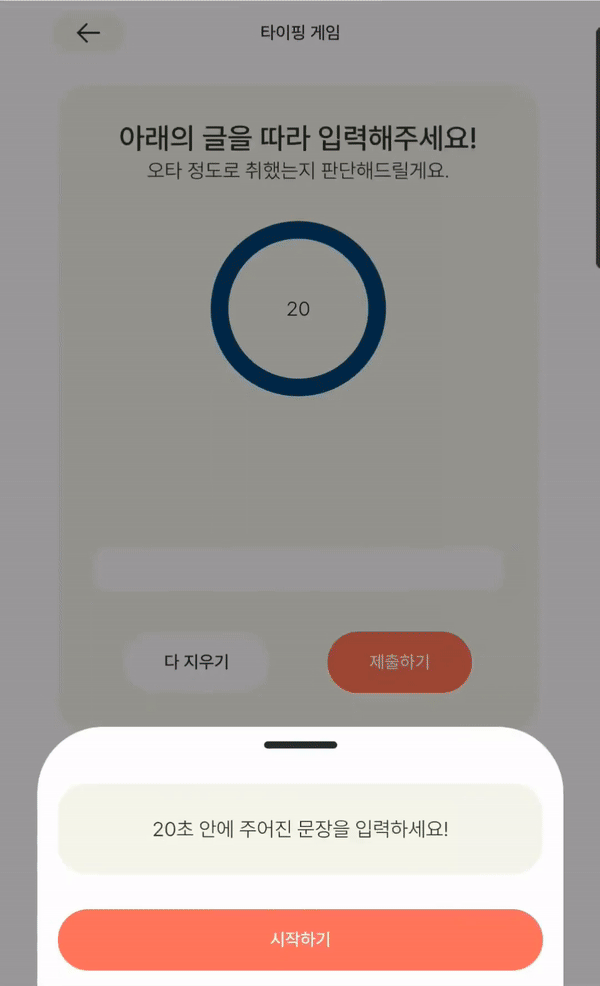 타이핑 게임
아래의 글을 따라 입력해주세요!
오타 정도로 취했는지 판단해드릴게요.
20
다 지우기
제출하기
20초 안에 주어진 문장을 입력하세요!
시작하기